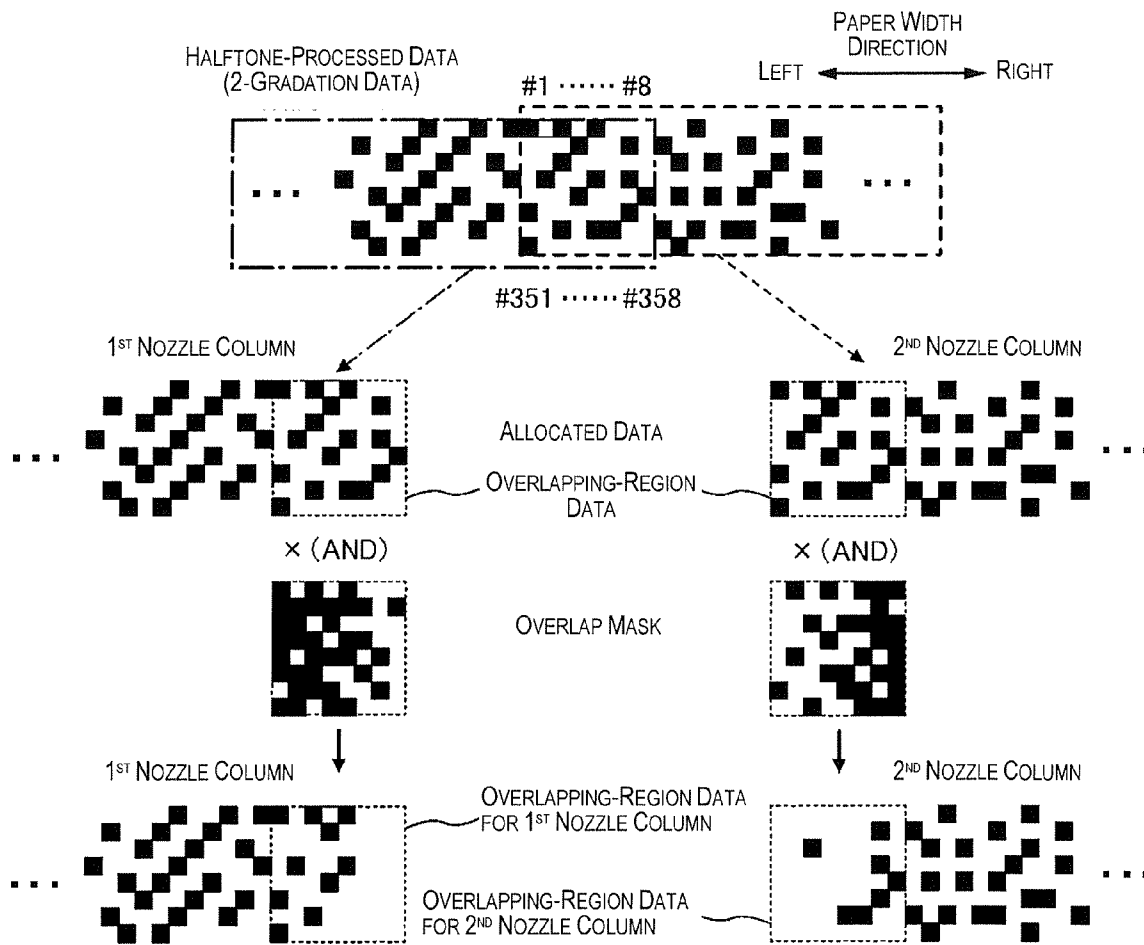 PAPER WIDTH
DIRECTION
HALFTONE-PROCESSED DATA
(2-GRADATION DATA)
LEFT
RIGHT
#1 ······ #8
#351 ······ #358
1ST NOZZLE COLUMN
2ND NOZZLE COLUMN
ALLOCATED DATA
OVERLAPPING-REGION
DATA
× (AND)
× (AND)
OVERLAP MASK
1ST NOZZLE COLUMN
2ND NOZZLE COLUMN
OVERLAPPING-REGION DATA
FOR 1ST NOZZLE COLUMN
OVERLAPPING-REGION DATA
FOR 2ND NOZZLE COLUMN